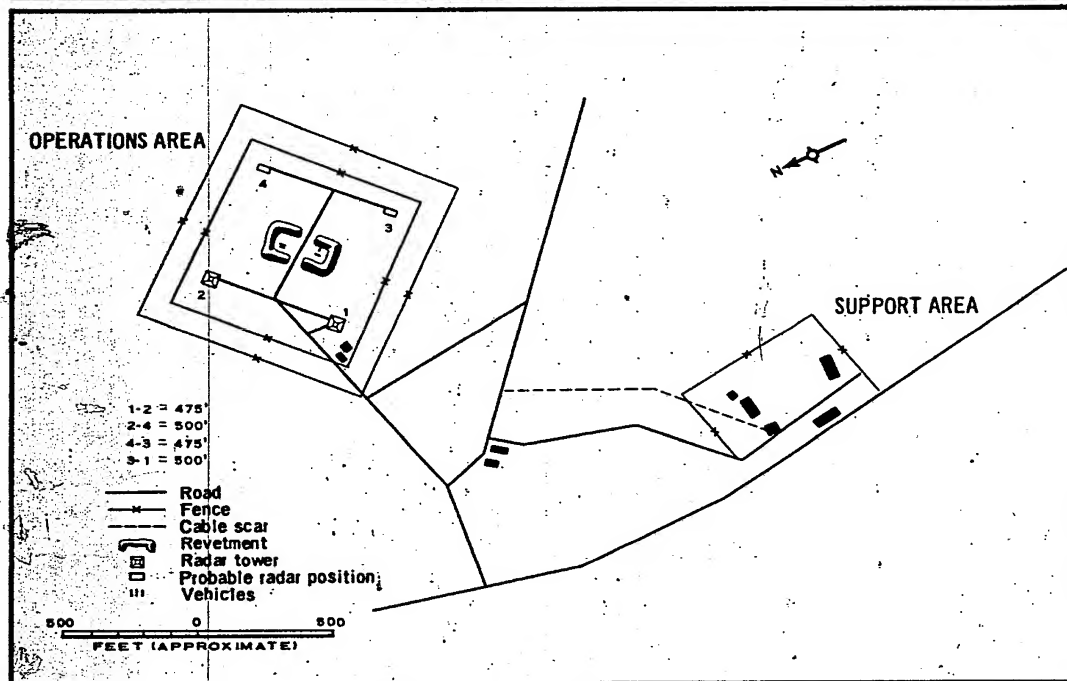 OPERATIONS AREA
4
3
N
2
1
SUPPORT AREA
1-2 = 475'
2-4 = 500'
4-3 = 475'
3-1 = 500'
Road
Fence
Cable scar
Revetment
Radar tower
Probable radar position
Vehicles
500 0 500
FEET (APPROXIMATE)